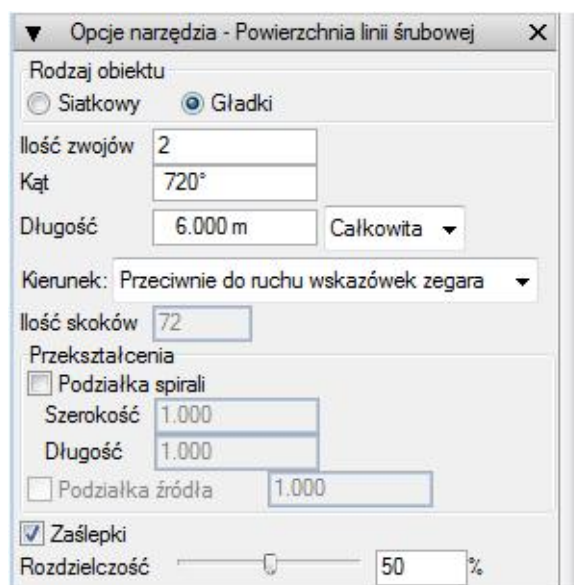 Opcje narzędzia - Powierzchnia linii śrubowej
Rodzaj obiektu
Siatkowy Gładki
Ilość zwojów 2
Kąt 720°
Długość 6.000 m Całkowita
Kierunek: Przeciwnie do ruchu wskazówek zegara
Ilość skoków 72
Przekształcenia
Podziałka spirali
Szerokość 1.000
Długość 1.000
Podziałka źródła 1.000
Zaślepki
Rozdzielczość 50 %